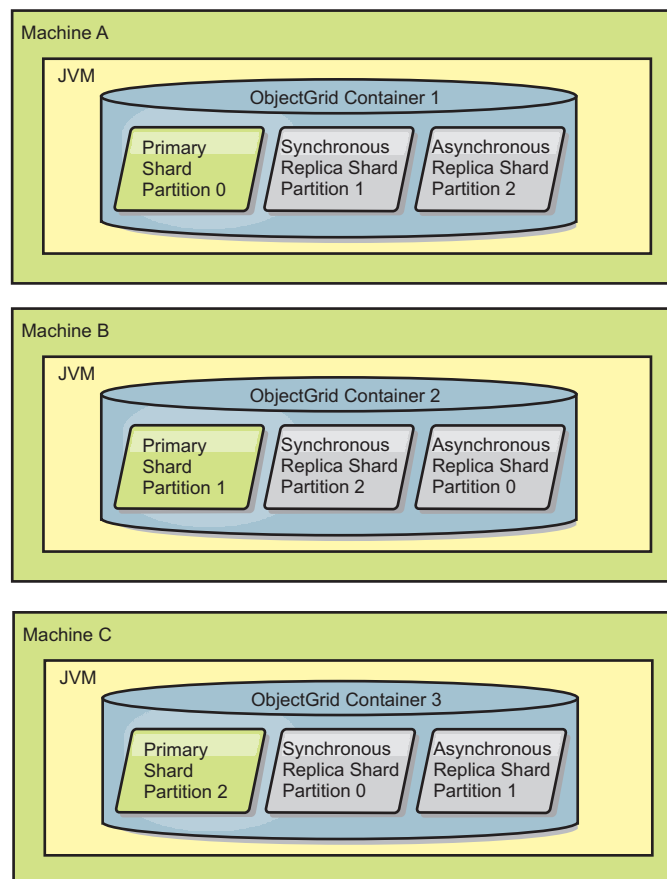 Machine A
JVM
ObjectGrid Container 1
Primary
Shard
Partition 0
Synchronous
Replica Shard
Partition 1
Asynchronous
Replica Shard
Partition 2
Machine B
JVM
ObjectGrid Container 2
Primary
Shard
Partition 1
Synchronous
Replica Shard
Partition 2
Asynchronous
Replica Shard
Partition 0
Machine C
JVM
ObjectGrid Container 3
Primary
Shard
Partition 2
Synchronous
Replica Shard
Partition 0
Asynchronous
Replica Shard
Partition 1